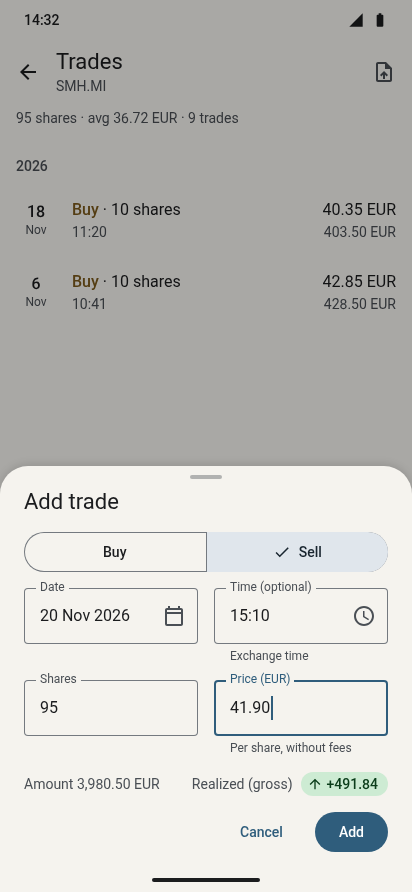 14:32
Trades
SMH.MI
95 shares · avg 36.72 EUR · 9 trades
2026
18 Buy · 10 shares 40.35 EUR
Nov 11:20 403.50 EUR
6 Buy · 10 shares 42.85 EUR
Nov 10:41 428.50 EUR
Add trade
Buy Sell
Date Time (optional)
20 Nov 2026 15:10
Exchange time
Shares Price (EUR)
95 41.90
Per share, without fees
Amount 3,980.50 EUR Realized (gross) +491.84
Cancel Add